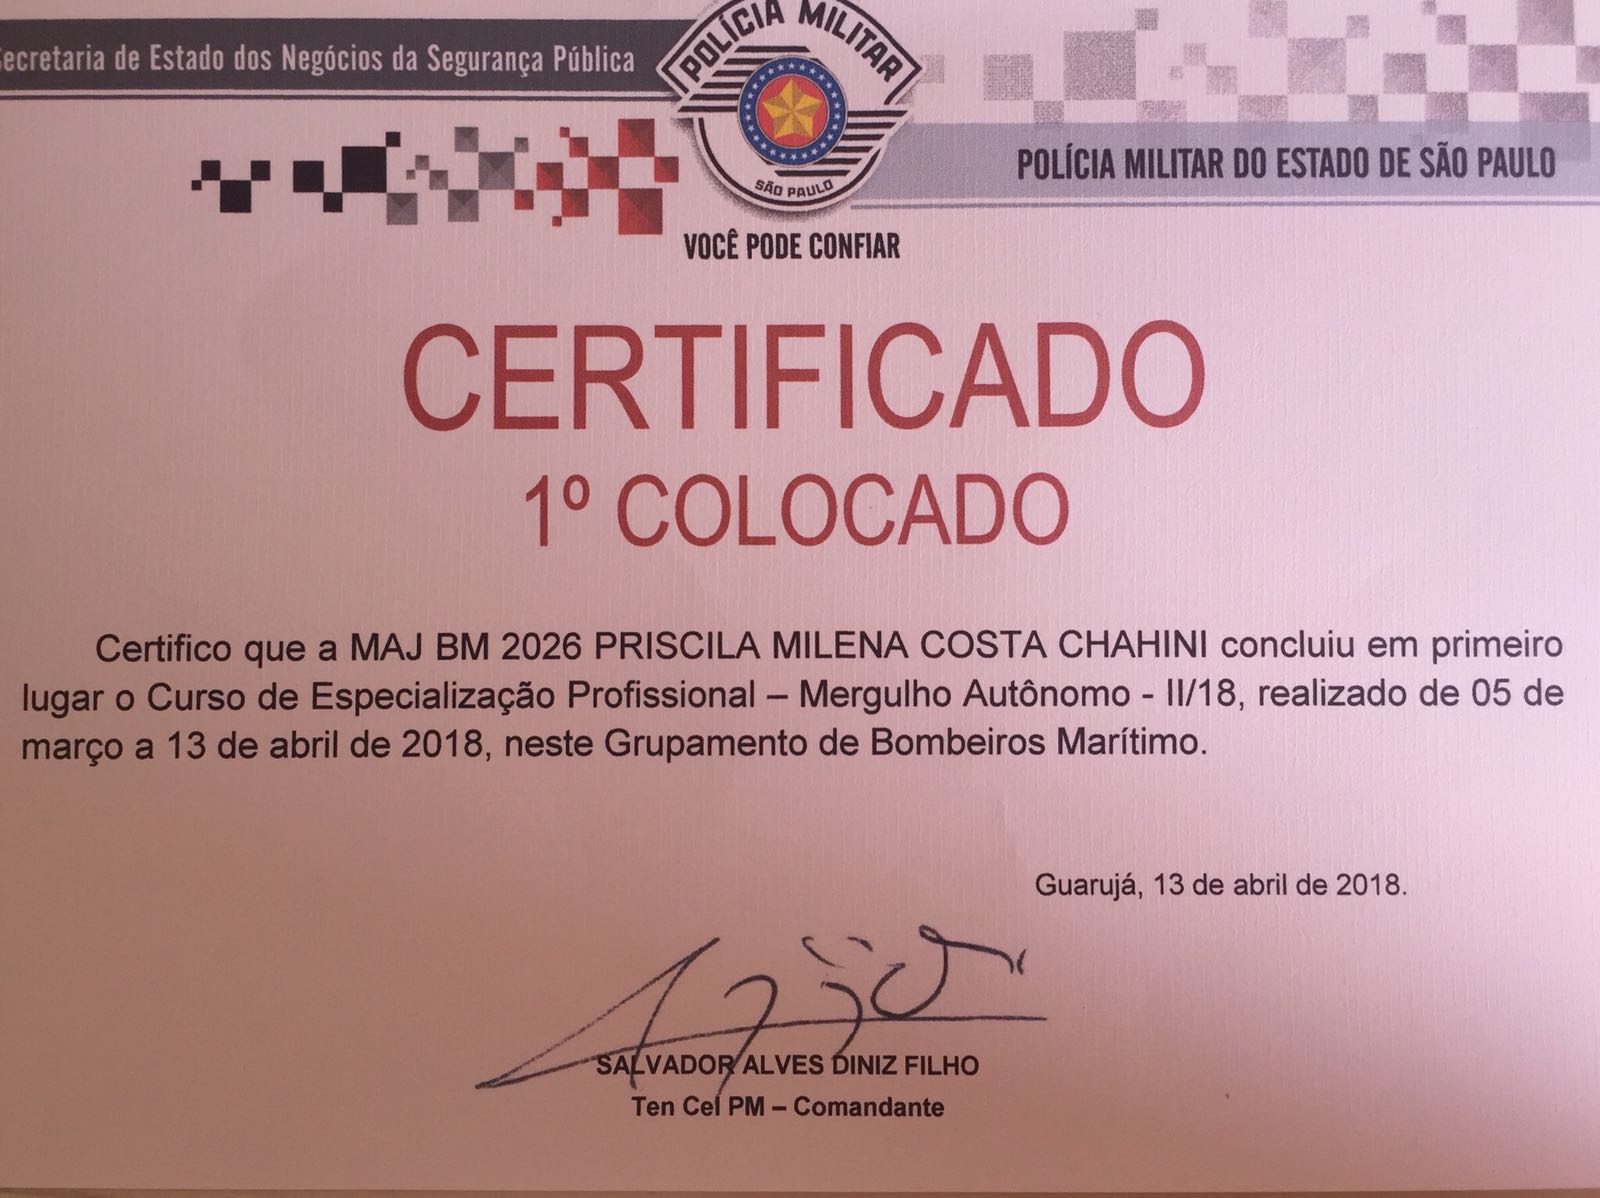 Secretaria de Estado dos Negócios da Segurança Pública
POLÍCIA MILITAR
SÃO PAULO
POLÍCIA MILITAR DO ESTADO DE SÃO PAULO
VOCÊ PODE CONFIAR
CERTIFICADO
1º COLOCADO
Certifico que a MAJ BM 2026 PRISCILA MILENA COSTA CHAHINI concluiu em primeiro
lugar o Curso de Especialização Profissional – Mergulho Autônomo - II/18, realizado de 05 de
março a 13 de abril de 2018, neste Grupamento de Bombeiros Marítimo.
Guarujá, 13 de abril de 2018.
SALVADOR ALVES DINIZ FILHO
Ten Cel PM – Comandante